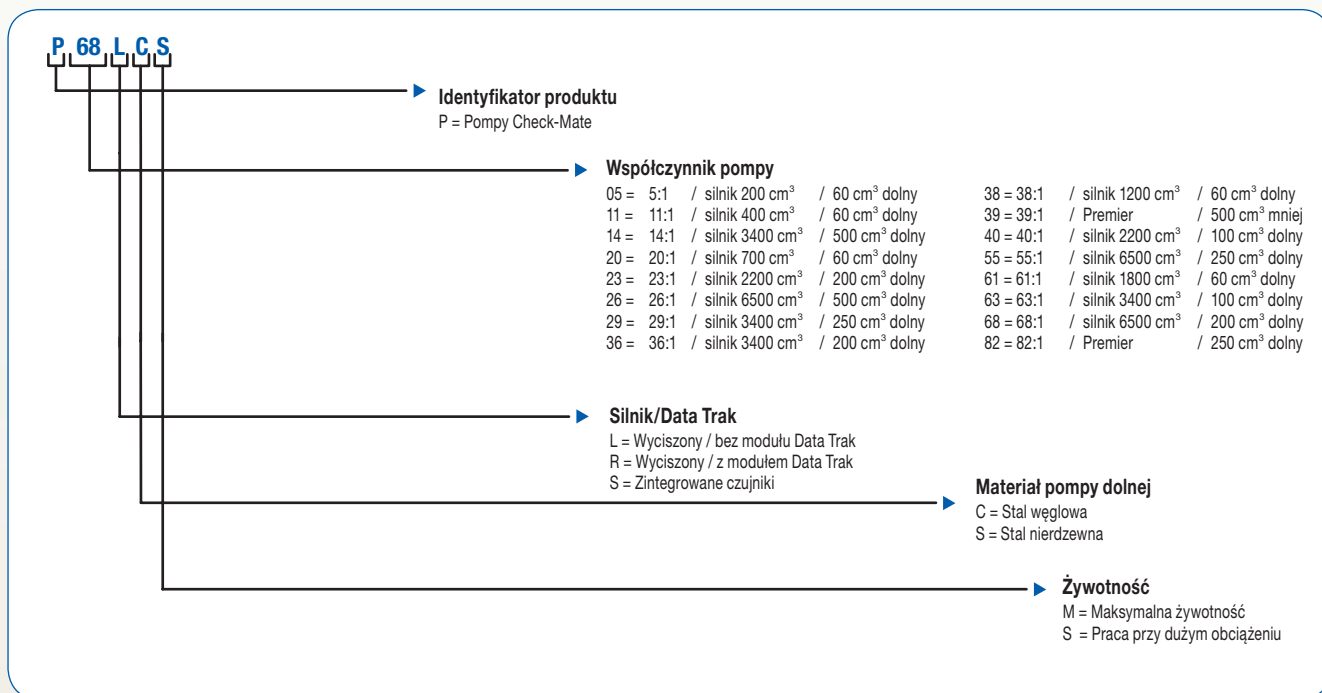 P 68 L C S
Identyfikator produktu
P = Pompy Check-Mate
Współczynnik pompy
05 = 5:1 / silnik 200 cm³ / 60 cm³ dolny
11 = 11:1 / silnik 400 cm³ / 60 cm³ dolny
14 = 14:1 / silnik 3400 cm³ / 500 cm³ dolny
20 = 20:1 / silnik 700 cm³ / 60 cm³ dolny
23 = 23:1 / silnik 2200 cm³ / 200 cm³ dolny
26 = 26:1 / silnik 6500 cm³ / 500 cm³ dolny
29 = 29:1 / silnik 3400 cm³ / 250 cm³ dolny
36 = 36:1 / silnik 3400 cm³ / 200 cm³ dolny
38 = 38:1 / silnik 1200 cm³ / 60 cm³ dolny
39 = 39:1 / Premier / 500 cm³ mniej
40 = 40:1 / silnik 2200 cm³ / 100 cm³ dolny
55 = 55:1 / silnik 6500 cm³ / 250 cm³ dolny
61 = 61:1 / silnik 1800 cm³ / 60 cm³ dolny
63 = 63:1 / silnik 3400 cm³ / 100 cm³ dolny
68 = 68:1 / silnik 6500 cm³ / 200 cm³ dolny
82 = 82:1 / Premier / 250 cm³ dolny
Silnik/Data Trak
L = Wyciszony / bez modułu Data Trak
R = Wyciszony / z modułem Data Trak
S = Zintegrowane czujniki
Materiał pompy dolnej
C = Stal węglowa
S = Stal nierdzewna
Żywotność
M = Maksymalna żywotność
S = Praca przy dużym obciążeniu